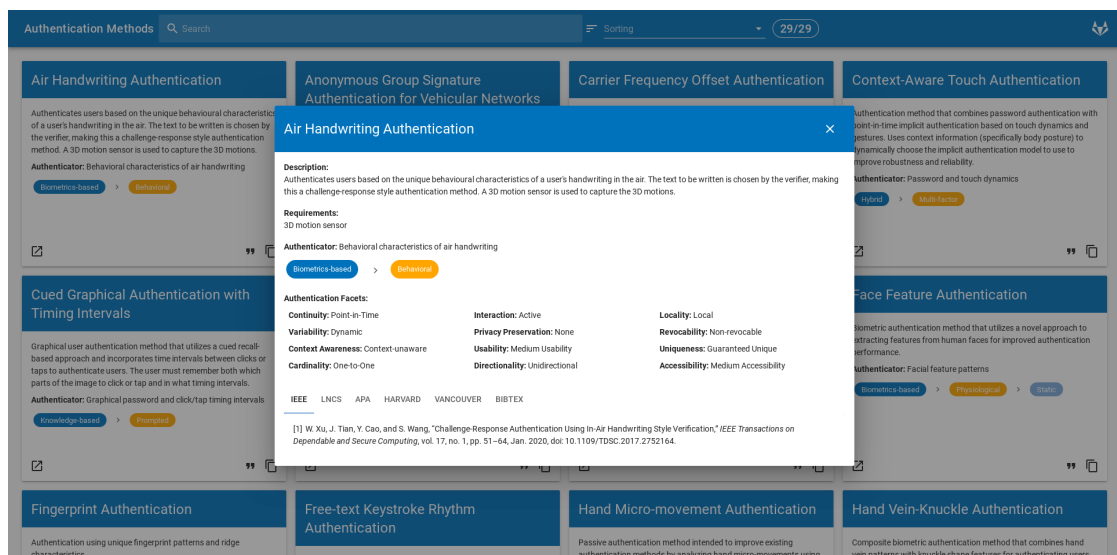 Authentication Methods
Search
Sorting
29/29
Air Handwriting Authentication
Authenticates users based on the unique behavioural characteristics
of a user's handwriting in the air. The text to be written is chosen by
the verifier, making this a challenge-response style authentication
method. A 3D motion sensor is used to capture the 3D motions.
Authenticator: Behavioral characteristics of air handwriting
Biometrics-based > Behavioral
Anonymous Group Signature
Authentication for Vehicular Networks
Carrier Frequency Offset Authentication
Context-Aware Touch Authentication
Authentication method that combines password authentication with
point-in-time implicit authentication based on touch dynamics and
gestures. Uses context information (specifically body posture) to
dynamically choose the implicit authentication model to use to
improve robustness and reliability.
Authenticator: Password and touch dynamics
Hybrid > Multi-factor
Air Handwriting Authentication
Description:
Authenticates users based on the unique behavioural characteristics of a user's handwriting in the air. The text to be written is chosen by the verifier, making
this a challenge-response style authentication method. A 3D motion sensor is used to capture the 3D motions.
Requirements:
3D motion sensor
Authenticator: Behavioral characteristics of air handwriting
Biometrics-based > Behavioral
Authentication Facets:
Continuity: Point-in-Time Interaction: Active Locality: Local
Variability: Dynamic Privacy Preservation: None Revocability: Non-revocable
Context Awareness: Context-unaware Usability: Medium Usability Uniqueness: Guaranteed Unique
Cardinality: One-to-One Directionality: Unidirectional Accessibility: Medium Accessibility
IEEE LNCS APA HARVARD VANCOUVER BIBTEX
[1] W. Xu, J. Tian, Y. Cao, and S. Wang, "Challenge-Response Authentication Using In-Air Handwriting Style Verification," IEEE Transactions on
Dependable and Secure Computing, vol. 17, no. 1, pp. 51–64, Jan. 2020, doi: 10.1109/TDSC.2017.2752164.
Cued Graphical Authentication with
Timing Intervals
Graphical user authentication method that utilizes a cued recall-
based approach and incorporates time intervals between clicks or
taps to authenticate users. The user must remember both which
parts of the image to click or tap and in what timing intervals.
Authenticator: Graphical password and click/tap timing intervals
Knowledge-based > Prompted
Face Feature Authentication
Biometric authentication method that utilizes a novel approach to
extracting features from human faces for improved authentication
performance.
Authenticator: Facial feature patterns
Biometrics-based > Physiological > Static
Fingerprint Authentication
Authentication using unique fingerprint patterns and ridge
characteristics
Free-text Keystroke Rhythm
Authentication
Hand Micro-movement Authentication
Passive authentication method intended to improve existing
authentication methods by analyzing hand micro-movements using
Hand Vein-Knuckle Authentication
Composite biometric authentication method that combines hand
vein patterns with knuckle shape features for authenticating users